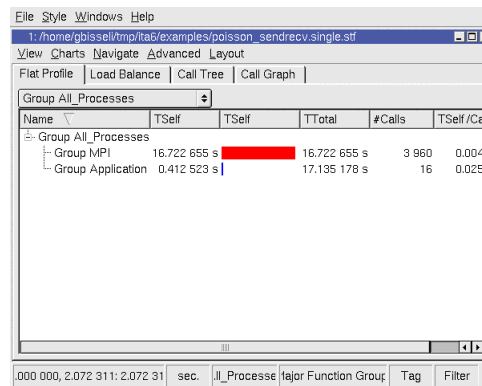 File Style Windows Help
1: /home/gbissell/tmp/ita6/examples/poisson_sendrecv.single.stf
View Charts Navigate Advanced Layout
Flat Profile Load Balance Call Tree Call Graph
Group All_Processes
Name TSelf TSelf TTotal #Calls TSelf /Ca
Group All_Processes
Group MPI 16.722 655 s 16.722 655 s 3 960 0.004
Group Application 0.412 523 s 17.135 178 s 16 0.025
.000 000, 2.072 311: 2.072 31 sec. .ll_Processe Major Function Group Tag Filter